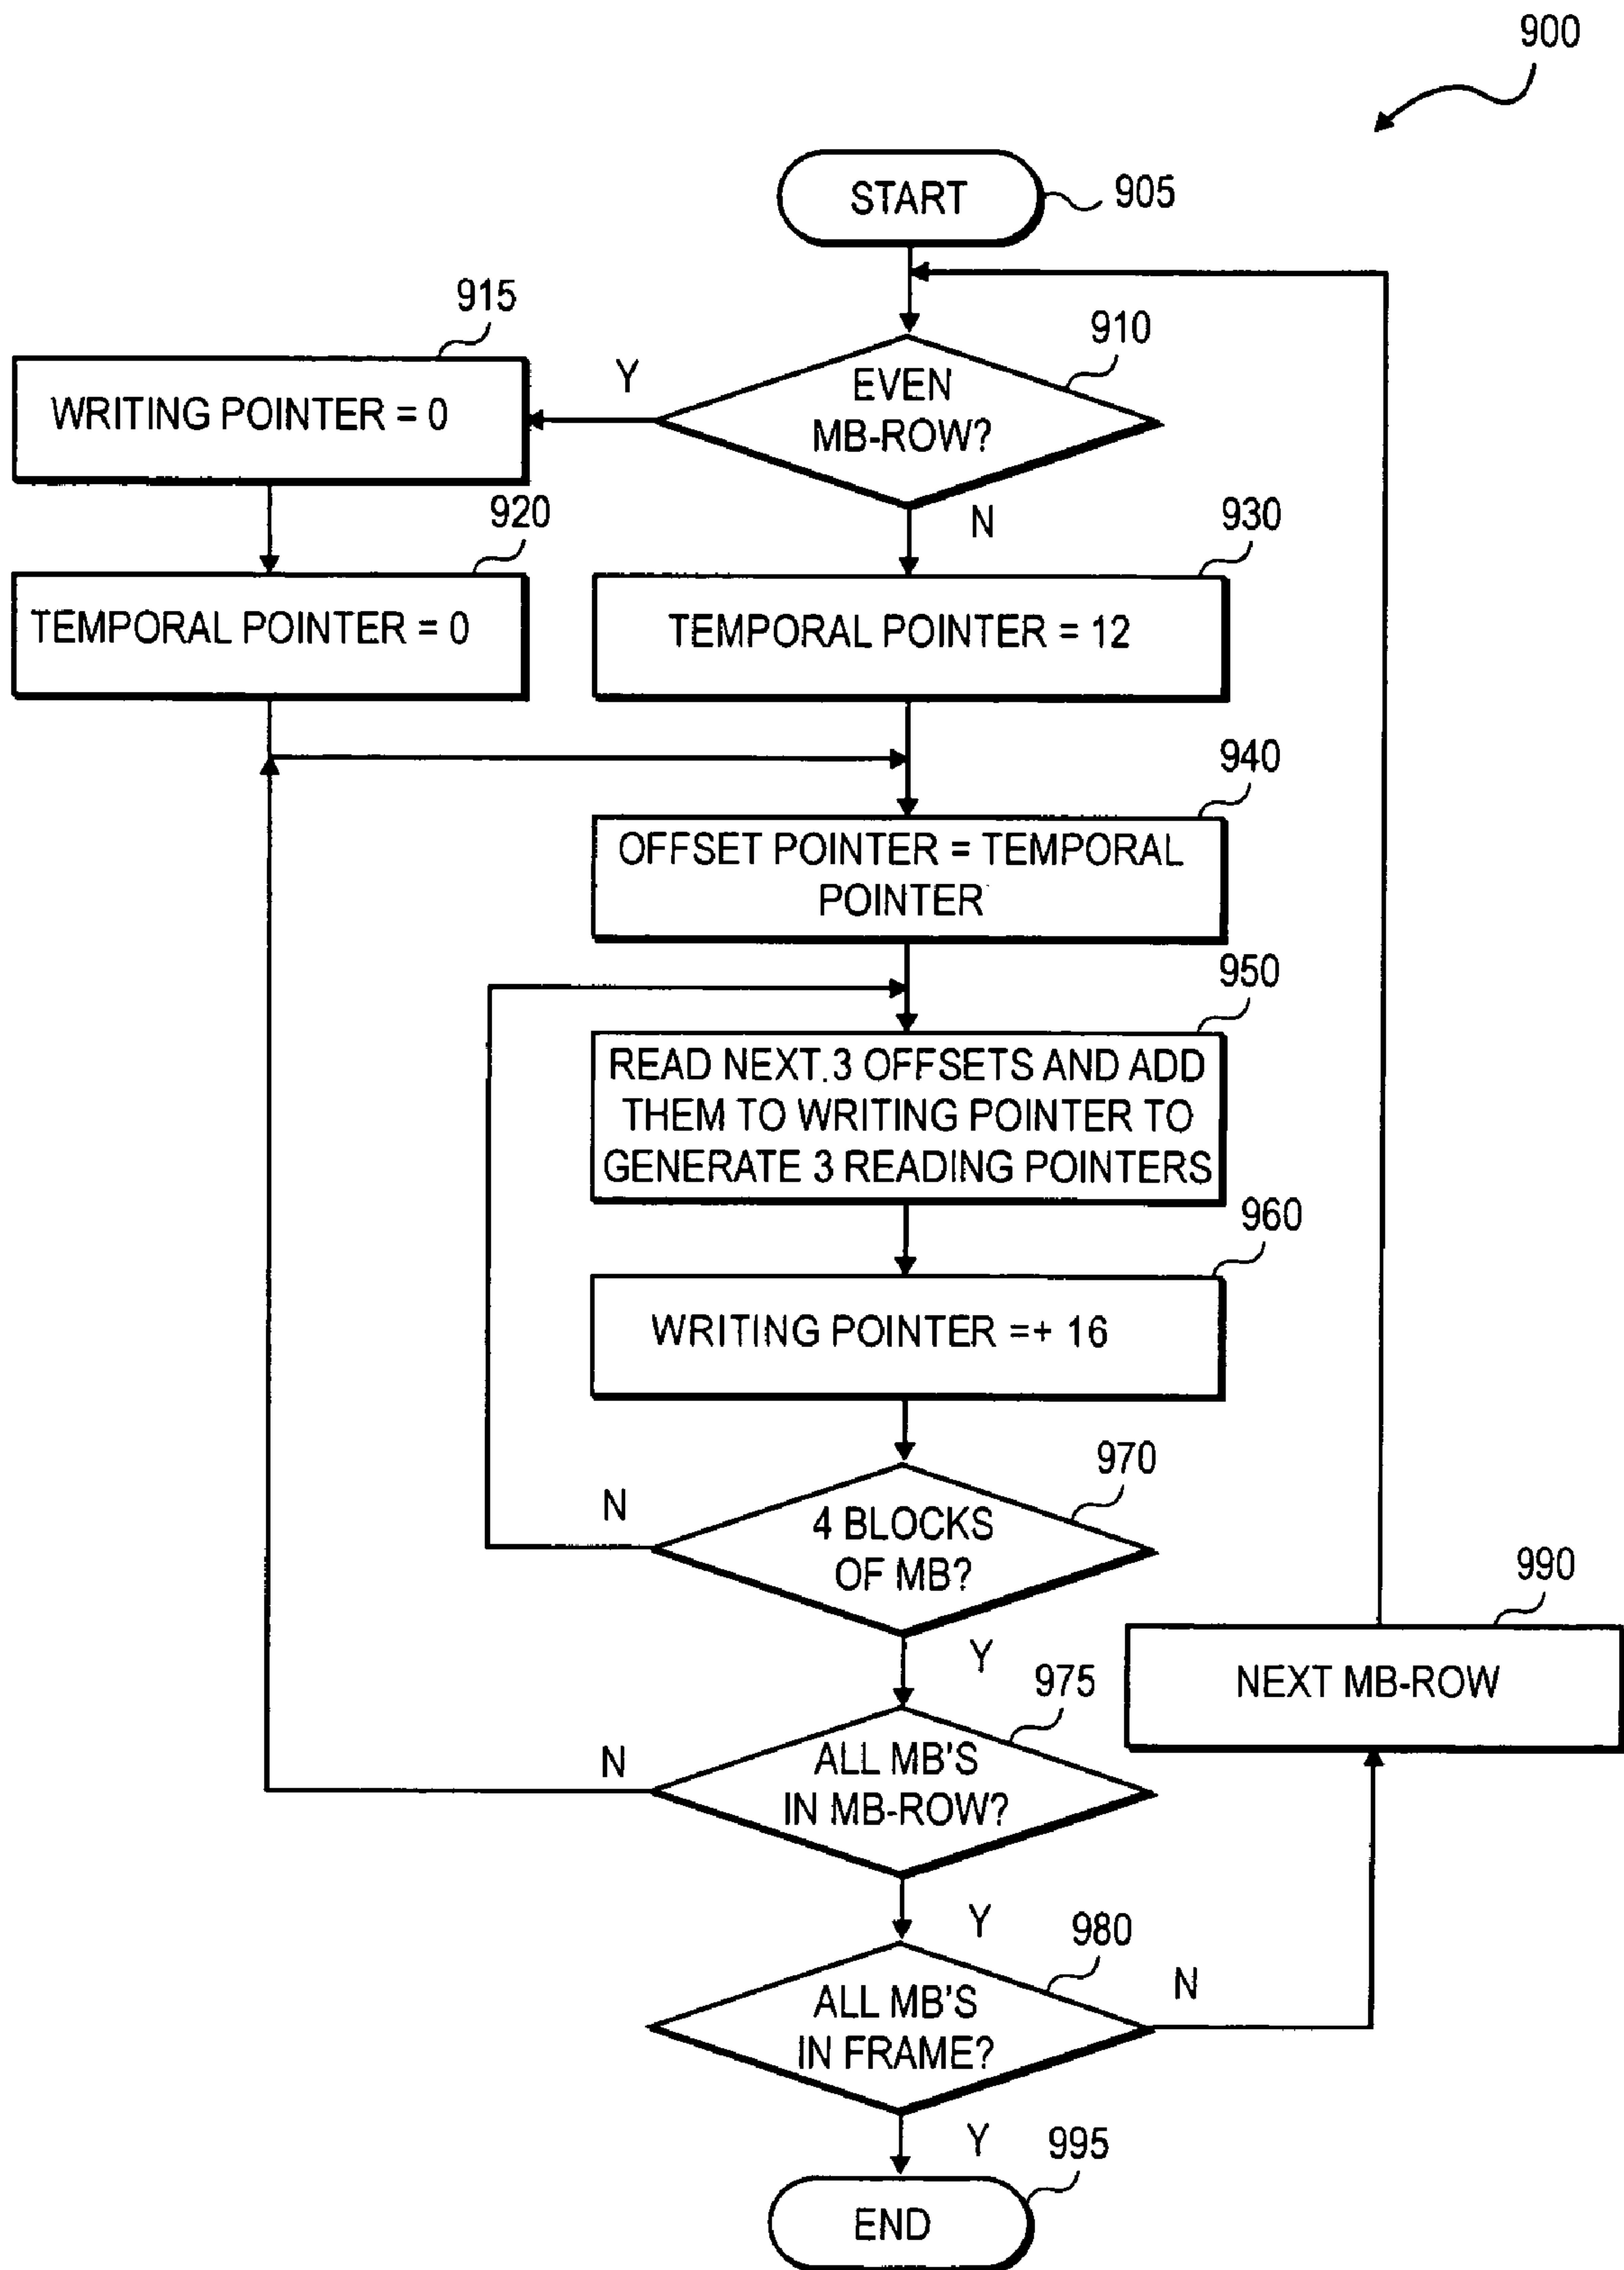 900
START
905
915
910
Y
EVEN
MB-ROW?
WRITING POINTER = 0
N
920
930
TEMPORAL POINTER = 0
TEMPORAL POINTER = 12
940
OFFSET POINTER = TEMPORAL
POINTER
950
READ NEXT.3 OFFSETS AND ADD
THEM TO WRITING POINTER TO
GENERATE 3 READING POINTERS
960
WRITING POINTER =+ 16
970
N
4 BLOCKS
OF MB?
990
Y
NEXT MB-ROW
975
N
ALL MB'S
IN MB-ROW?
Y
980
N
ALL MB'S
IN FRAME?
Y
995
END